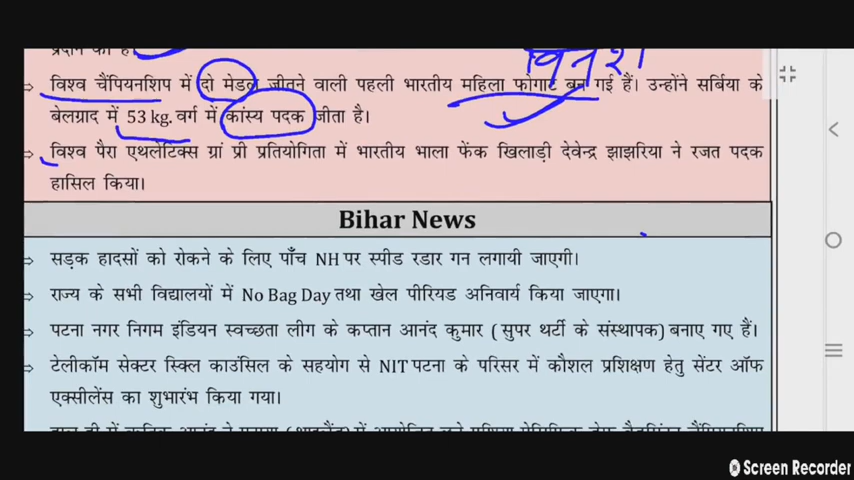 प्रदान की है
विनेश
⇒ विश्व चैंपियनशिप में दो मेडल जीतने वाली पहली भारतीय महिला फोगाट बन गई हैं। उन्होंने सर्बिया के
बेलग्राद में 53 kg. वर्ग में कांस्य पदक जीता है।
⇒ विश्व पैरा एथलेटिक्स ग्रां प्री प्रतियोगिता में भारतीय भाला फेंक खिलाड़ी देवेन्द्र झाझरिया ने रजत पदक
हासिल किया।
Bihar News
⇒ सड़क हादसों को रोकने के लिए पाँच NH पर स्पीड रडार गन लगायी जाएगी।
⇒ राज्य के सभी विद्यालयों में No Bag Day तथा खेल पीरियड अनिवार्य किया जाएगा।
⇒ पटना नगर निगम इंडियन स्वच्छता लीग के कप्तान आनंद कुमार ( सुपर थर्टी के संस्थापक) बनाए गए हैं।
⇒ टेलीकॉम सेक्टर स्किल काउंसिल के सहयोग से NIT पटना के परिसर में कौशल प्रशिक्षण हेतु सेंटर ऑफ
एक्सीलेंस का शुभारंभ किया गया।
Screen Recorder